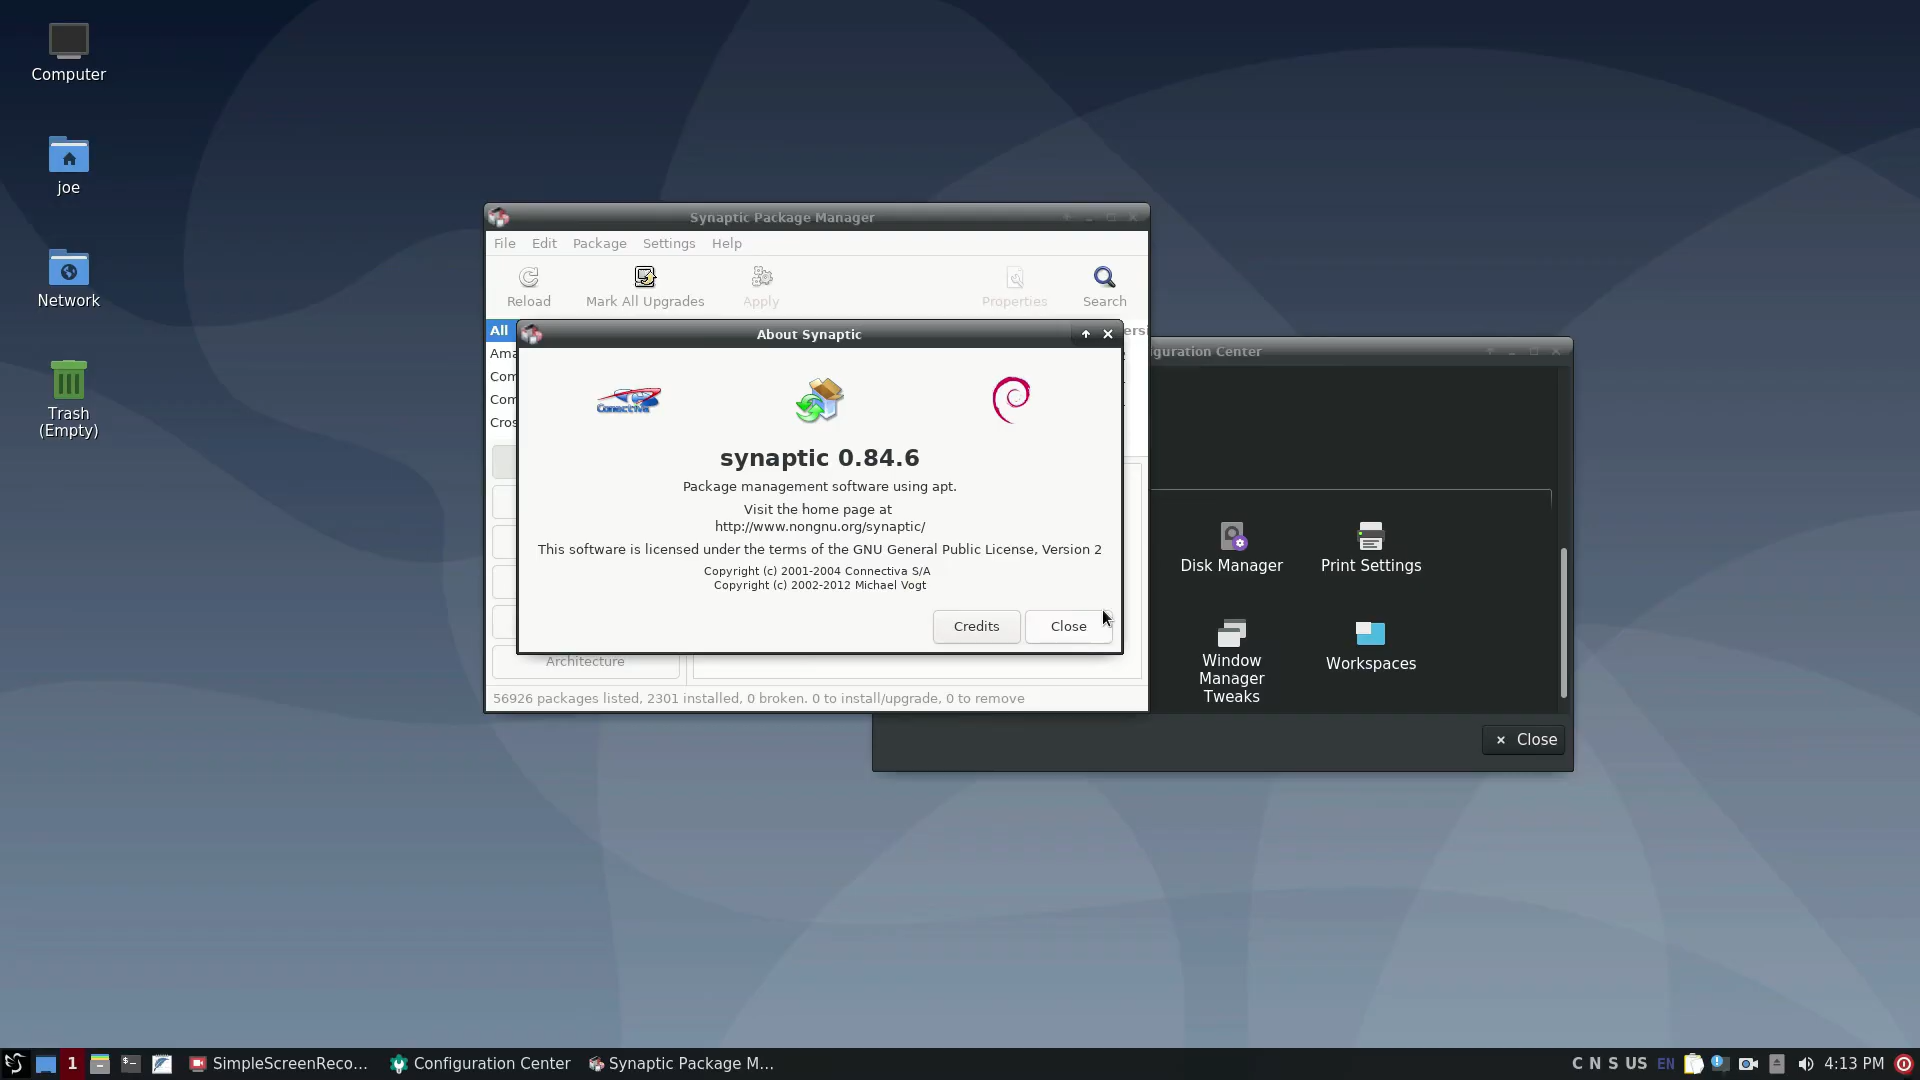 Computer
joe
Network
Trash
(Empty)
Synaptic Package Manager
File Edit Package Settings Help
Reload Mark All Upgrades Apply Properties Search
All
About Synaptic
Connectiva
synaptic 0.84.6
Package management software using apt.
Visit the home page at
http://www.nongnu.org/synaptic/
This software is licensed under the terms of the GNU General Public License, Version 2
Copyright (c) 2001-2004 Connectiva S/A
Copyright (c) 2002-2012 Michael Vogt
Credits Close
Architecture
56926 packages listed, 2301 installed, 0 broken. 0 to install/upgrade, 0 to remove
guration Center
Disk Manager Print Settings
Window
Manager
Tweaks
Workspaces
Close
1 SimpleScreenReco... Configuration Center Synaptic Package M...
C N S US EN 4:13 PM